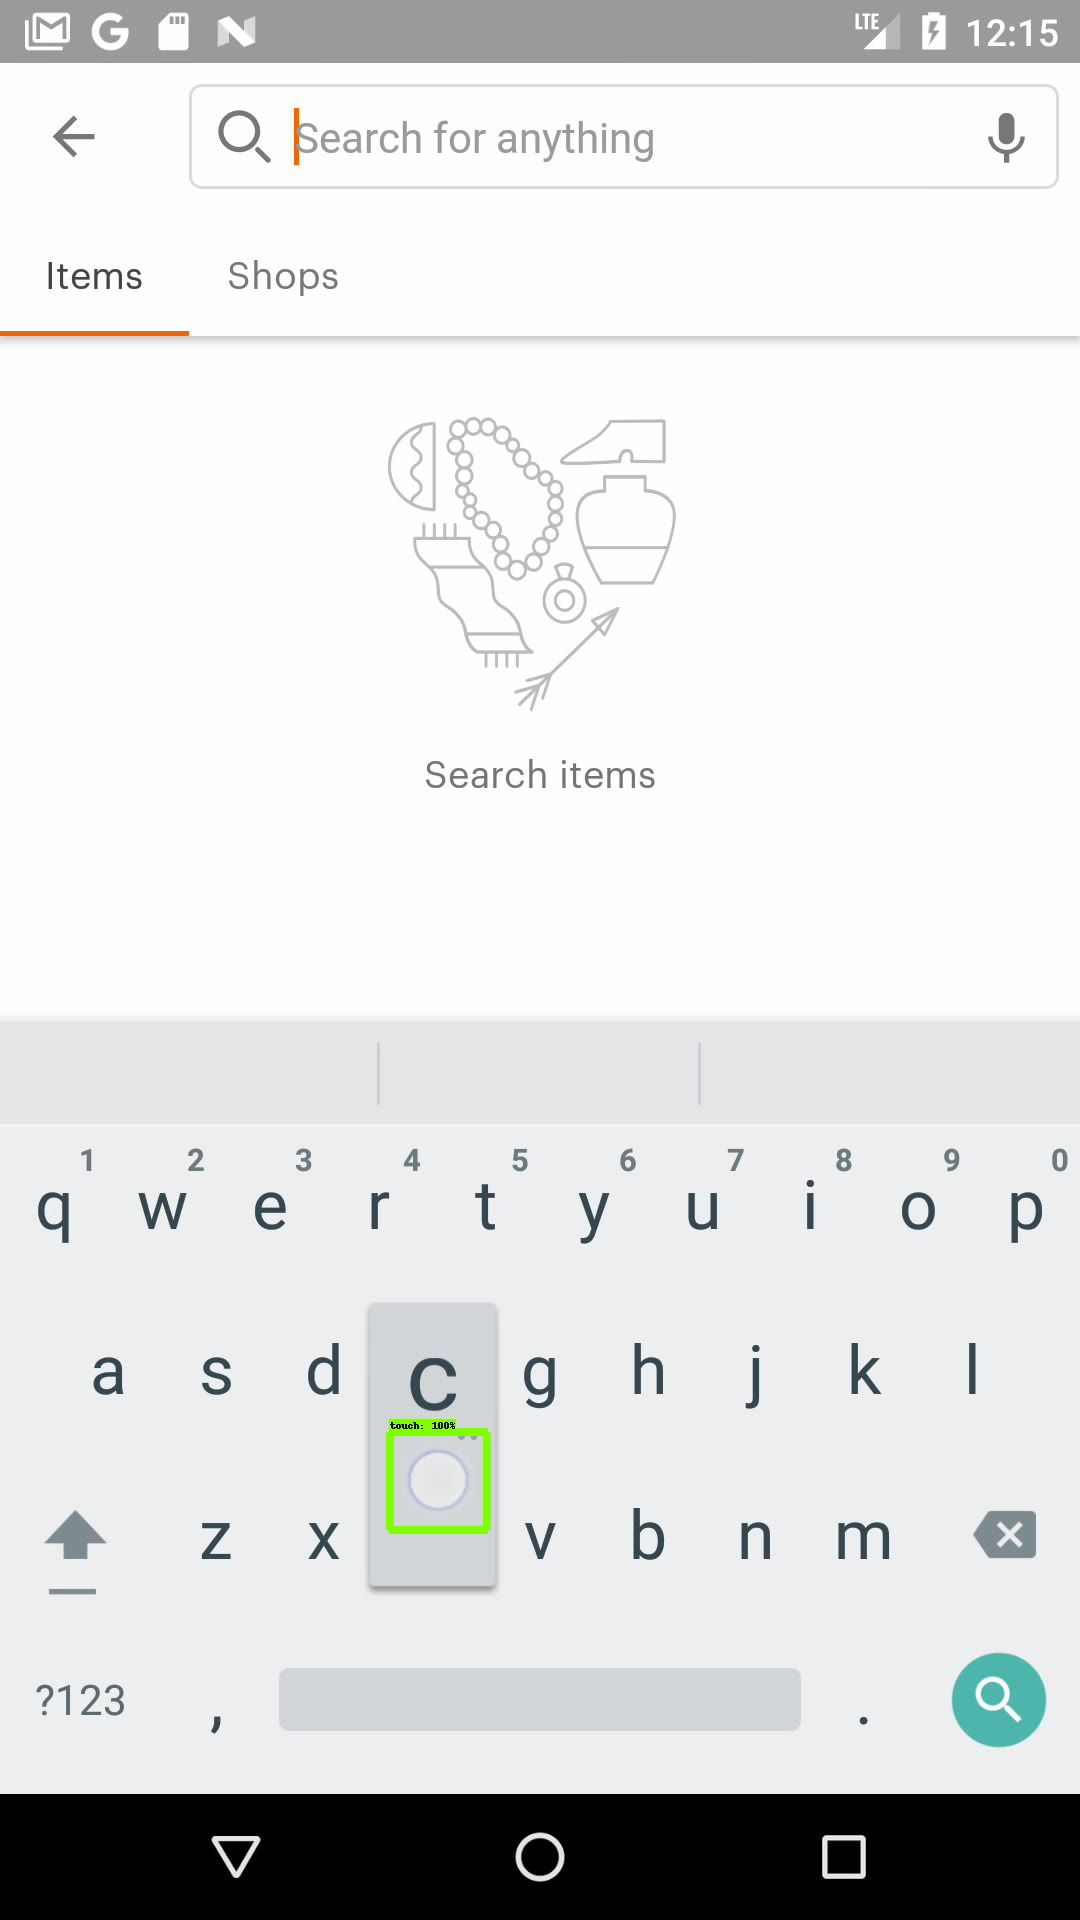 LTE 12:15
Search for anything
Items Shops
Search items
1 2 3 4 5 6 7 8 9 0
q w e r t y u i o p
a s d c g h j k l
touch: 100%
z x v b n m
?123 , .